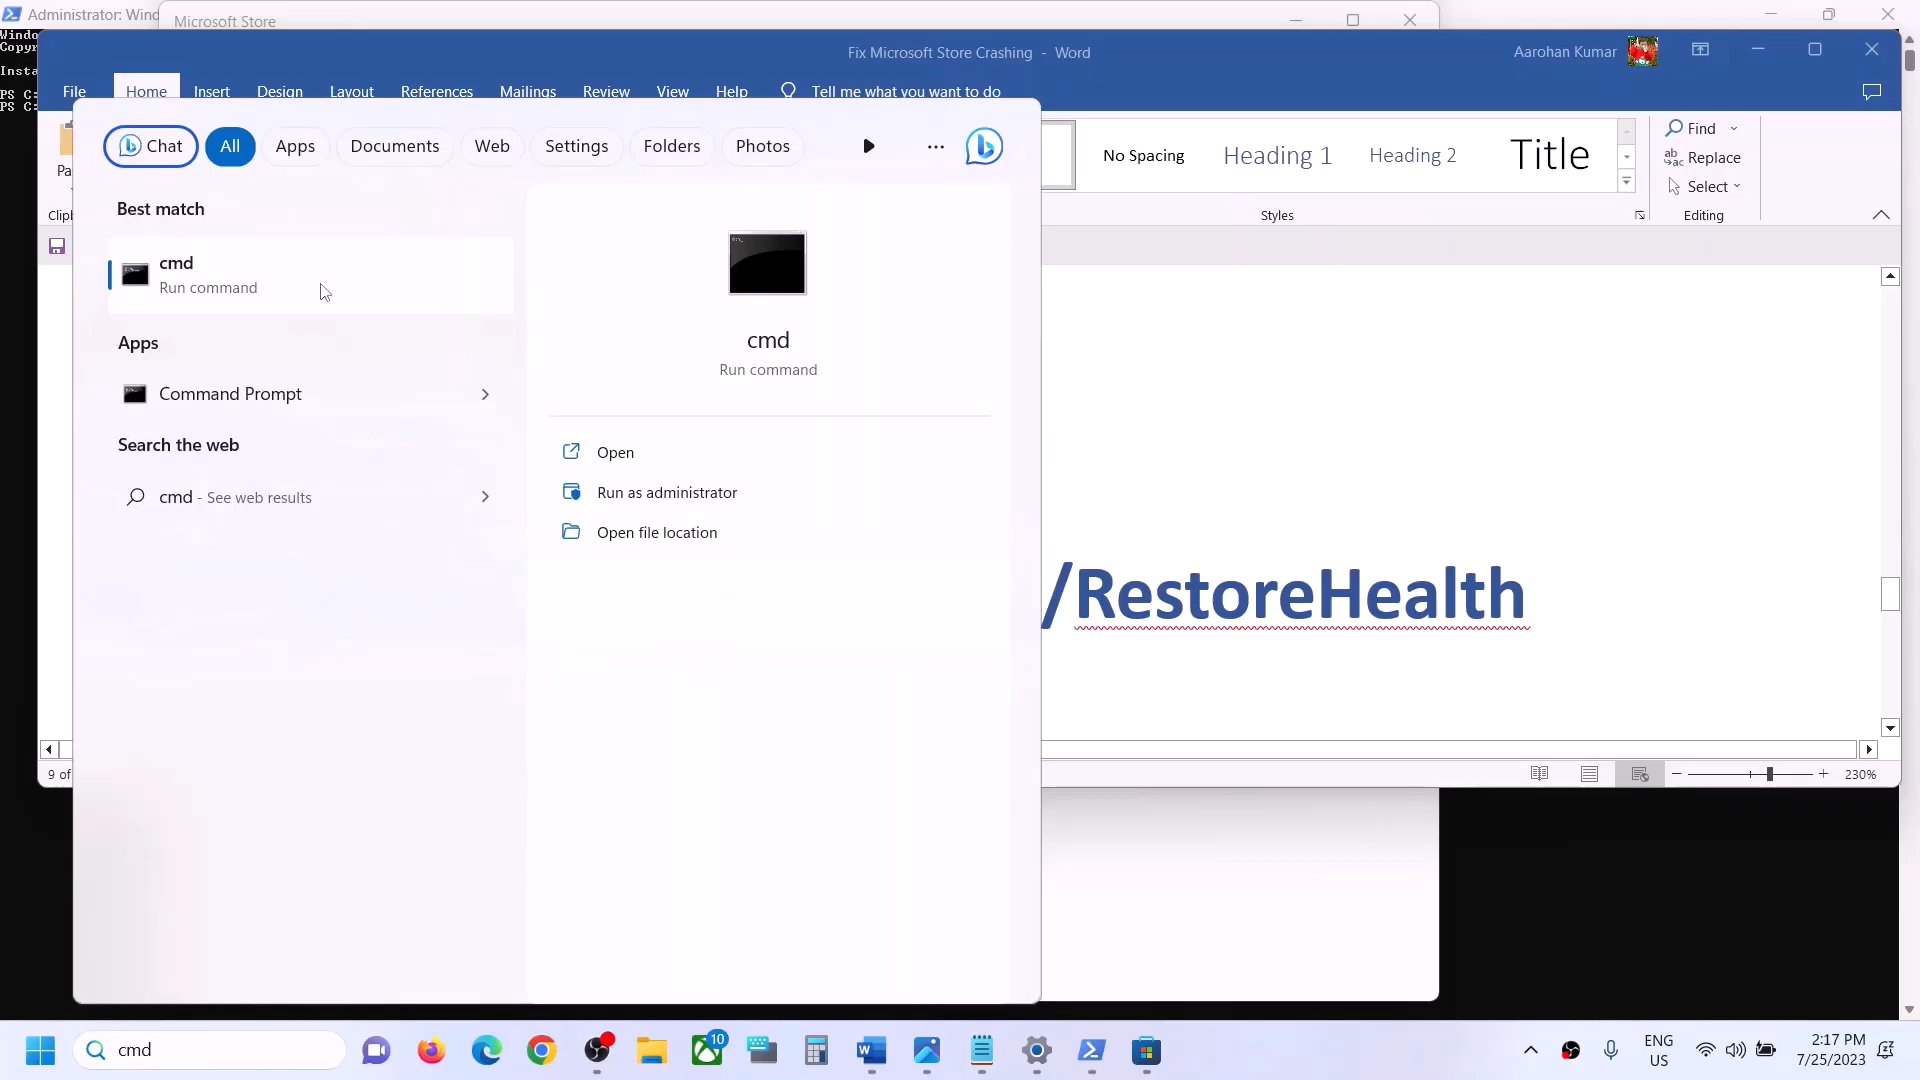 Administrator: Wind
Microsoft Store
Windo
Copyr
Insta
PS C:
PS C:
Fix Microsoft Store Crashing - Word
Aarohan Kumar
File Home Insert Design Layout References Mailings Review View Help Tell me what you want to do
Chat All Apps Documents Web Settings Folders Photos
Best match
cmd
Run command
Apps
Command Prompt
Search the web
cmd - See web results
cmd
Run command
Open
Run as administrator
Open file location
Pa
Clipb
No Spacing Heading 1 Heading 2 Title
Styles
Find
Replace
Select
Editing
/RestoreHealth
9 of
230%
cmd
10
ENG
US
2:17 PM
7/25/2023